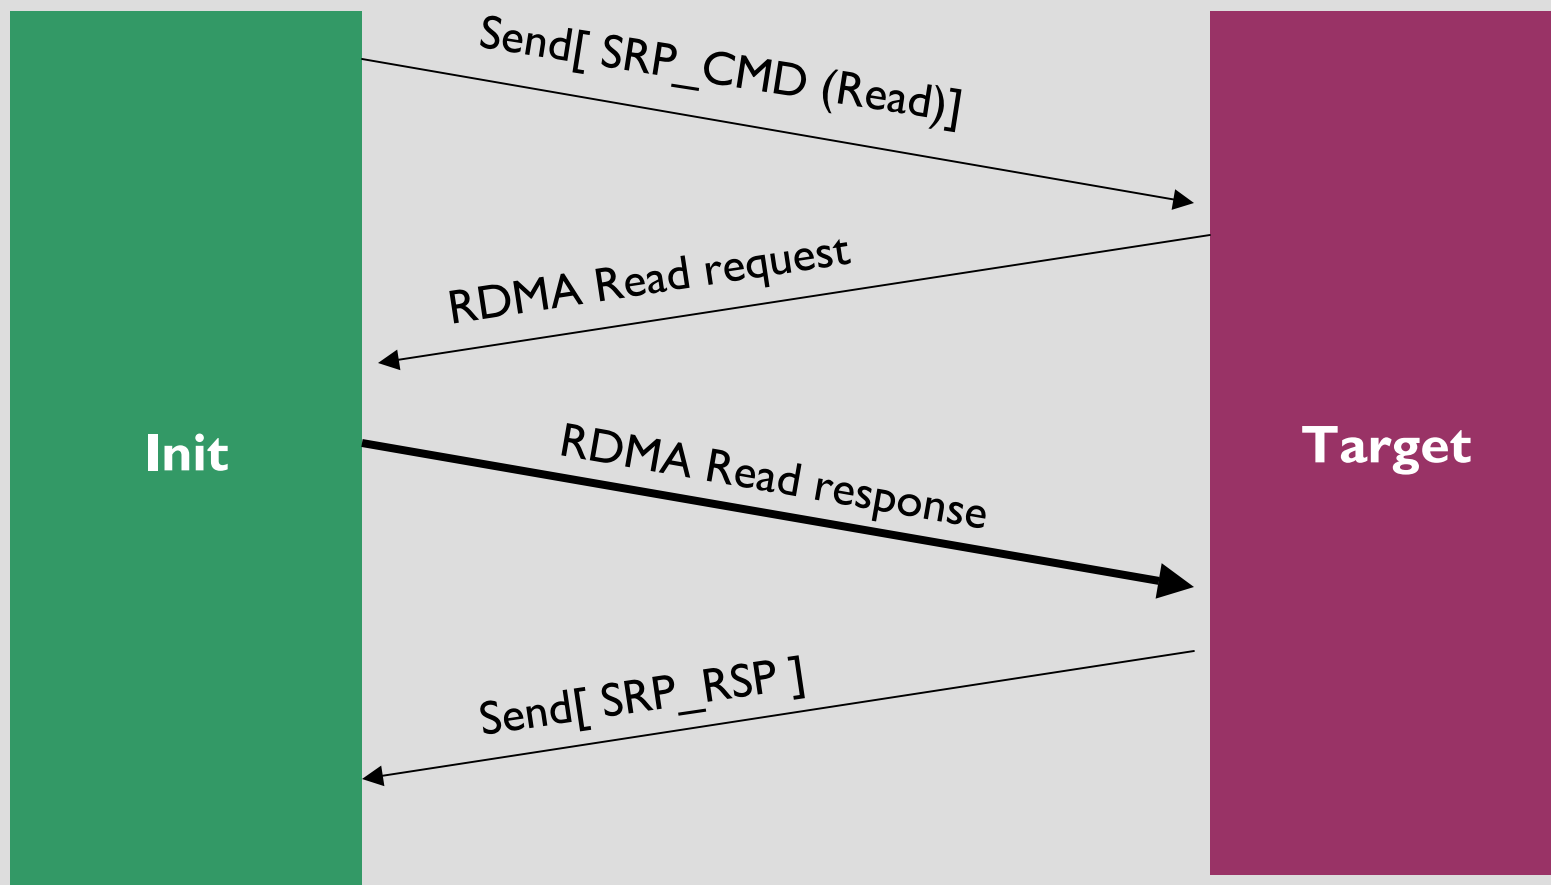 Send[ SRP_CMD (Read)]
RDMA Read request
RDMA Read response
Init
Target
Send[ SRP_RSP ]